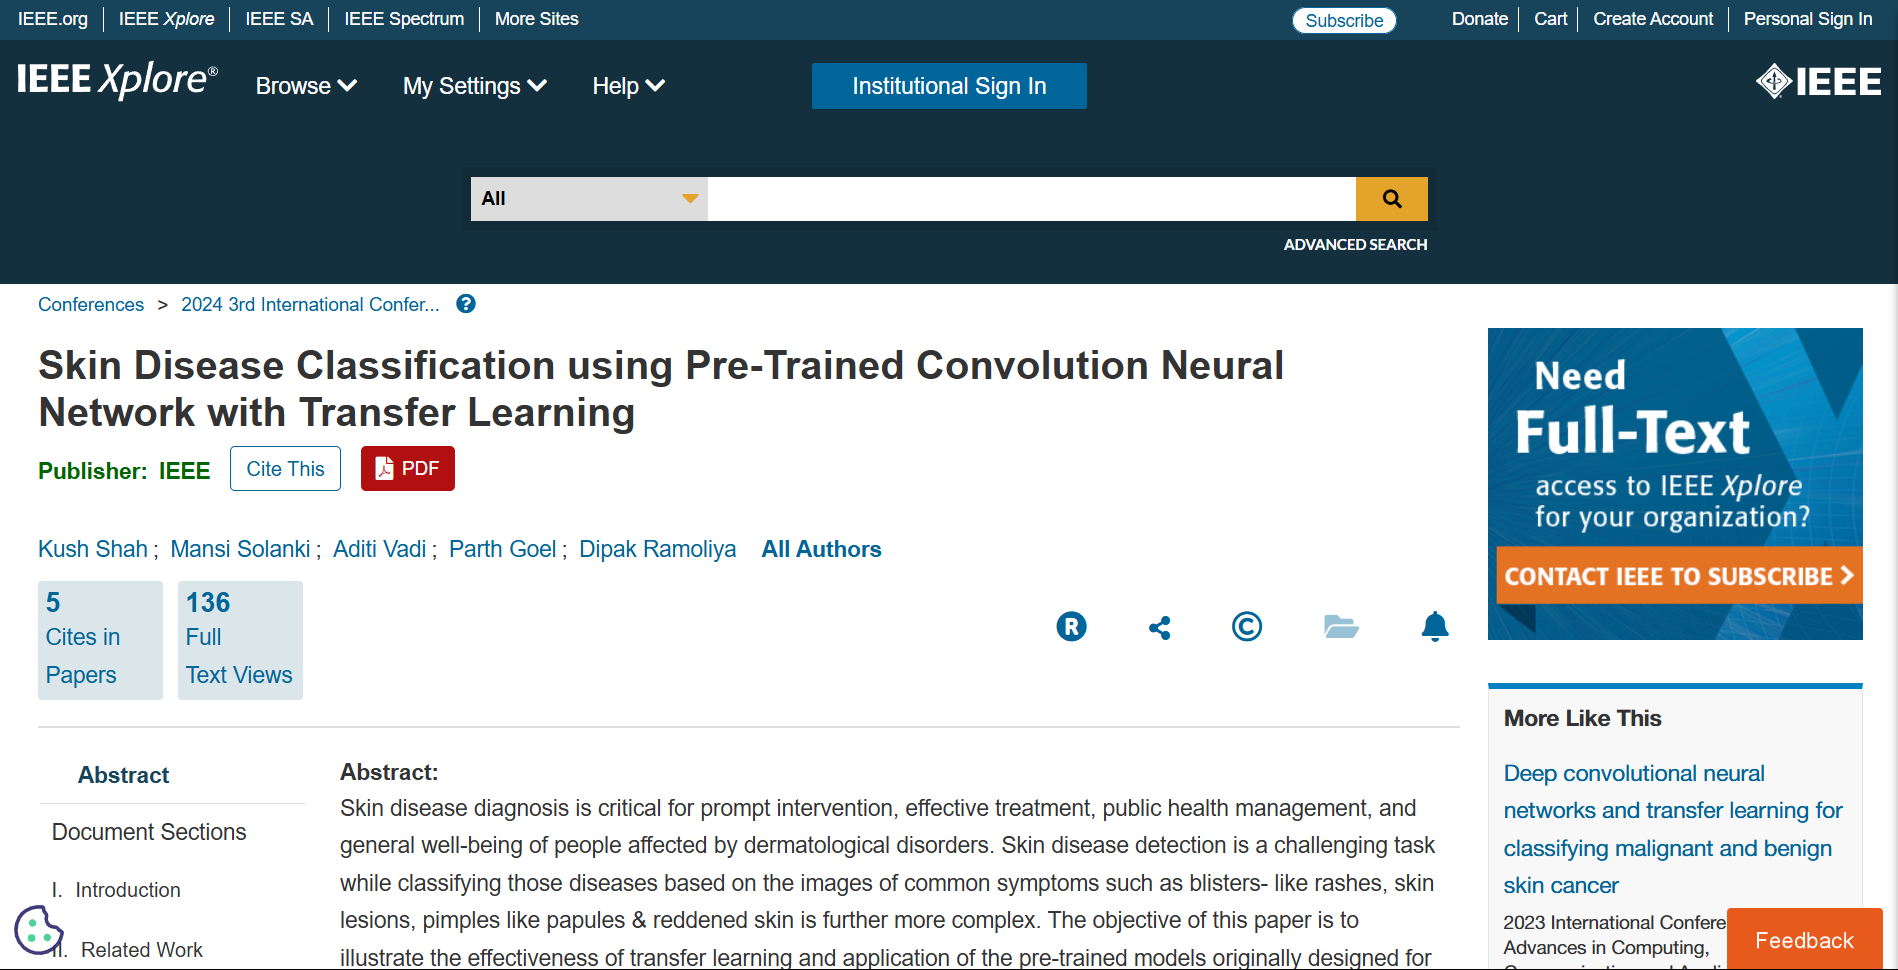 IEEE.org
IEEE Xplore
IEEE SA
IEEE Spectrum
More Sites
Subscribe
Donate
Cart
Create Account
Personal Sign In
IEEE Xplore®
Browse
My Settings
Help
Institutional Sign In
IEEE
All
ADVANCED SEARCH
Conferences > 2024 3rd International Confer... ?
Skin Disease Classification using Pre-Trained Convolution Neural
Network with Transfer Learning
Publisher: IEEE
Cite This
PDF
Kush Shah ; Mansi Solanki ; Aditi Vadi ; Parth Goel ; Dipak Ramoliya All Authors
5
Cites in
Papers
136
Full
Text Views
R
©
Need
Full-Text
access to IEEE Xplore
for your organization?
CONTACT IEEE TO SUBSCRIBE >
Abstract
Document Sections
I. Introduction
II. Related Work
Abstract:
Skin disease diagnosis is critical for prompt intervention, effective treatment, public health management, and
general well-being of people affected by dermatological disorders. Skin disease detection is a challenging task
while classifying those diseases based on the images of common symptoms such as blisters- like rashes, skin
lesions, pimples like papules & reddened skin is further more complex. The objective of this paper is to
illustrate the effectiveness of transfer learning and application of the pre-trained models originally designed for
More Like This
Deep convolutional neural
networks and transfer learning for
classifying malignant and benign
skin cancer
2023 International Confere
Advances in Computing,
Feedback